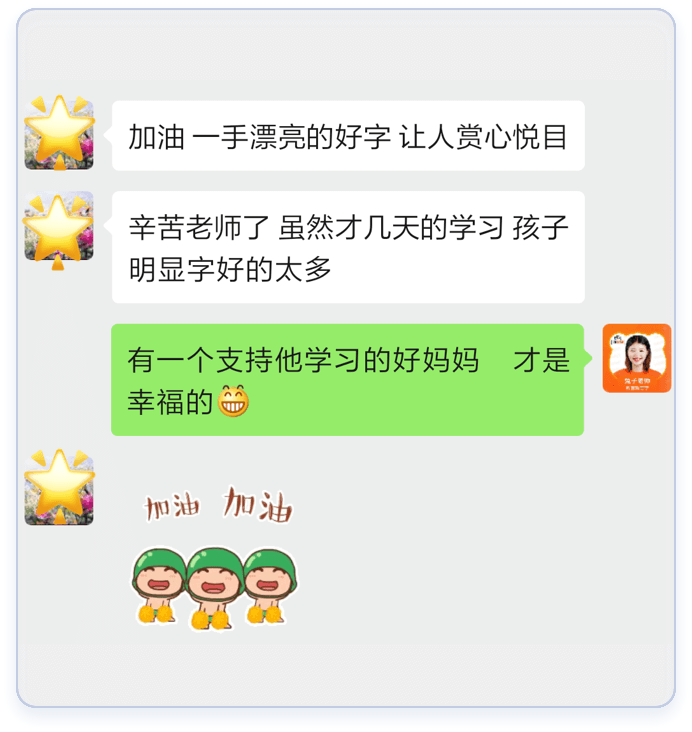 加油 一手漂亮的好字 让人赏心悦目
辛苦老师了 虽然才几天的学习 孩子
明显字好的太多
有一个支持他学习的好妈妈 才是
幸福的😁
加油 加油